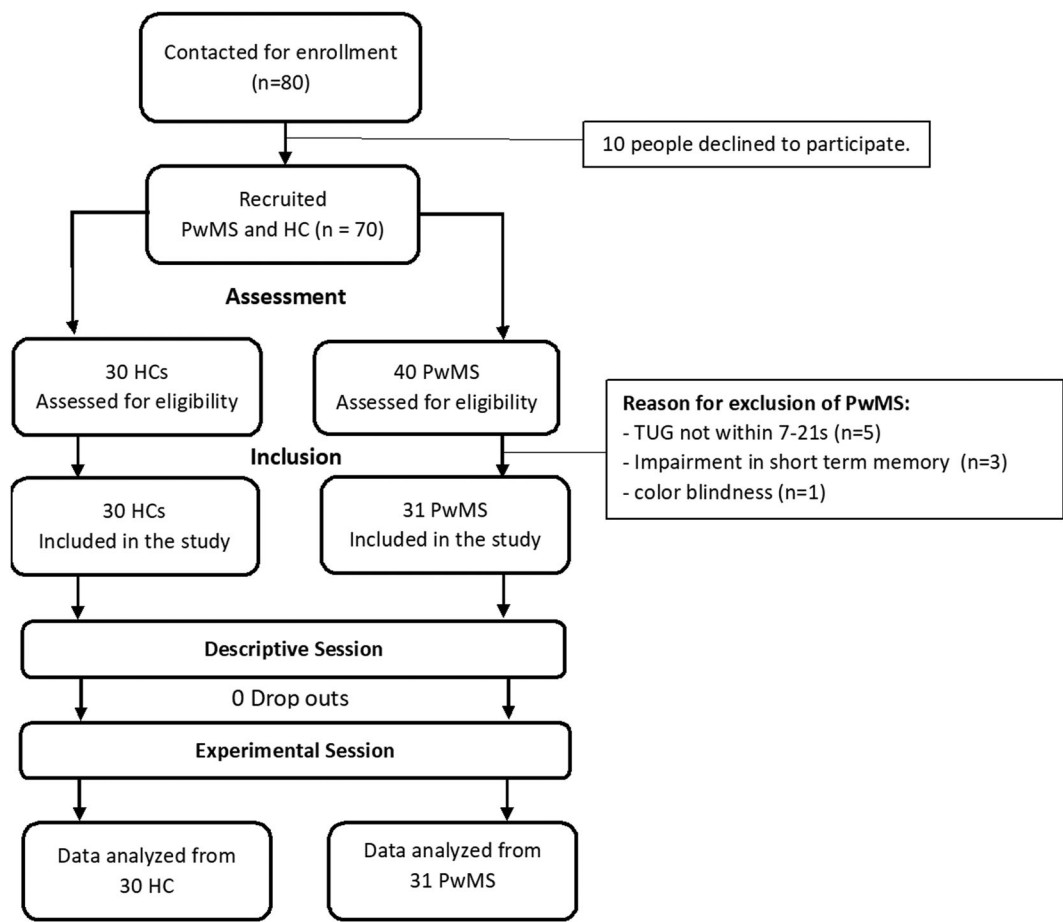 Contacted for enrollment
(n=80)
10 people declined to participate.
Recruited
PwMS and HC (n = 70)
Assessment
30 HCs
Assessed for eligibility
40 PwMS
Assessed for eligibility
Reason for exclusion of PwMS:
- TUG not within 7-21s (n=5)
- Impairment in short term memory (n=3)
- color blindness (n=1)
Inclusion
30 HCs
Included in the study
31 PwMS
Included in the study
Descriptive Session
0 Drop outs
Experimental Session
Data analyzed from
30 HC
Data analyzed from
31 PwMS